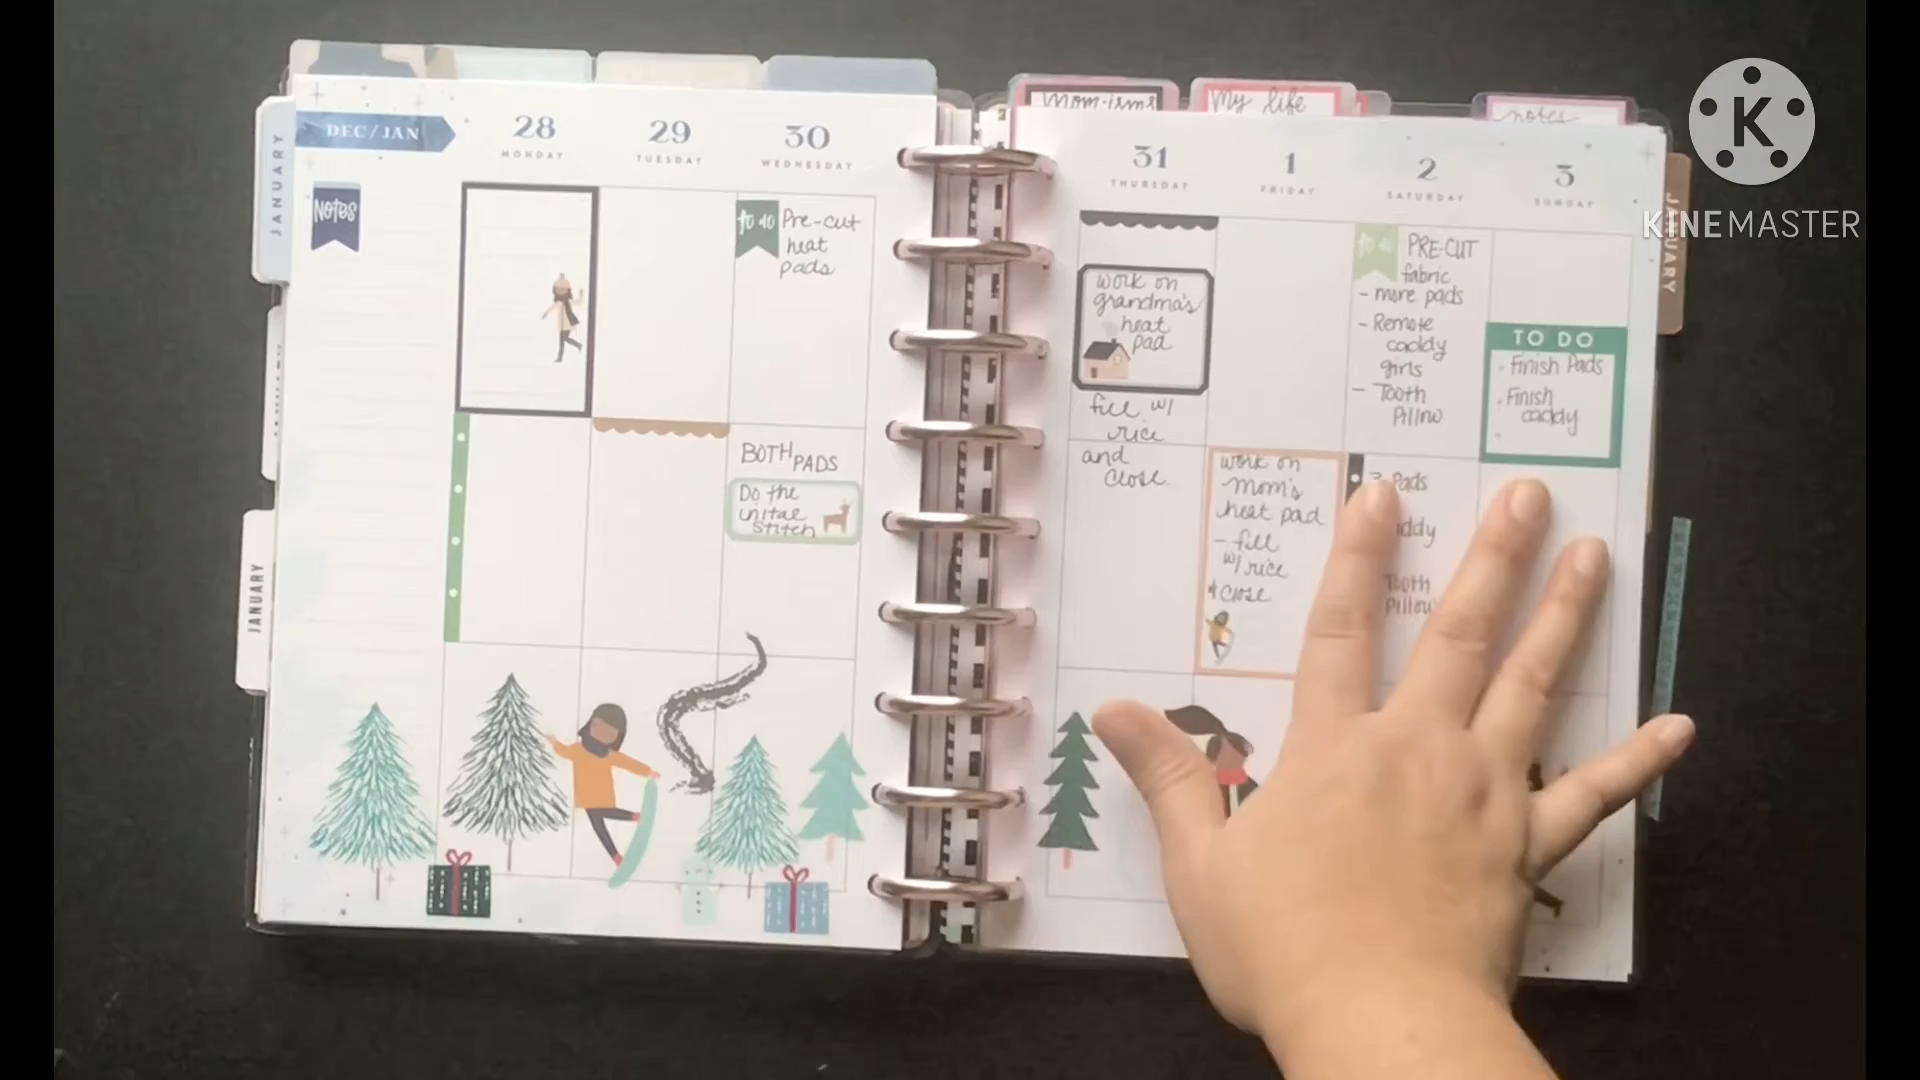 Mom-isms
My life
notes
K
KINEMASTER
DEC/JAN
28
MONDAY
29
TUESDAY
30
WEDNESDAY
31
THURSDAY
1
FRIDAY
2
SATURDAY
3
SUNDAY
JANUARY
JANUARY
JANUARY
Notes
to do
Pre-cut
heat
pads
BOTH PADS
Do the
initae
stitch
work on
grandma's
heat
pad
fill w/
rice
and
close
work on
mom's
heat pad
- fill
w/ rice
& close
to do
PRE-CUT
fabric
- more pads
- Remote
caddy
girls
- Tooth
Pillow
Pads
Tooth
pillow
TO DO
Finish Pads
Finish
caddy